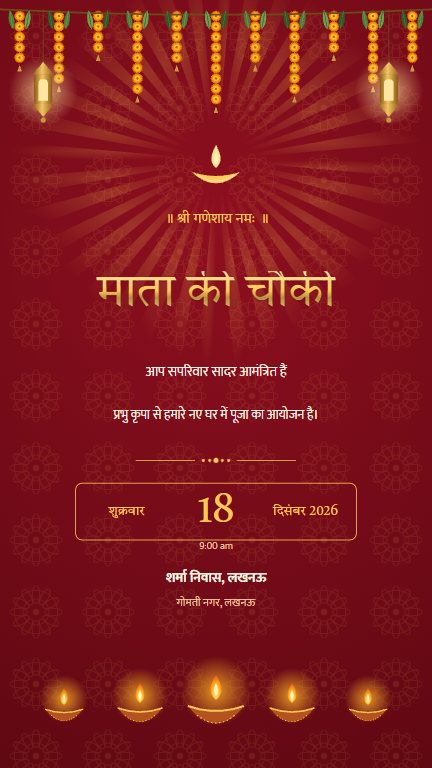 ॥ श्री गणेशाय नमः ॥
माता की चौकी
आप सपरिवार सादर आमंत्रित हैं
प्रभु कृपा से हमारे नए घर में पूजा का आयोजन है।
शुक्रवार 18 दिसंबर 2026
9:00 am
शर्मा निवास, लखनऊ
गोमती नगर, लखनऊ